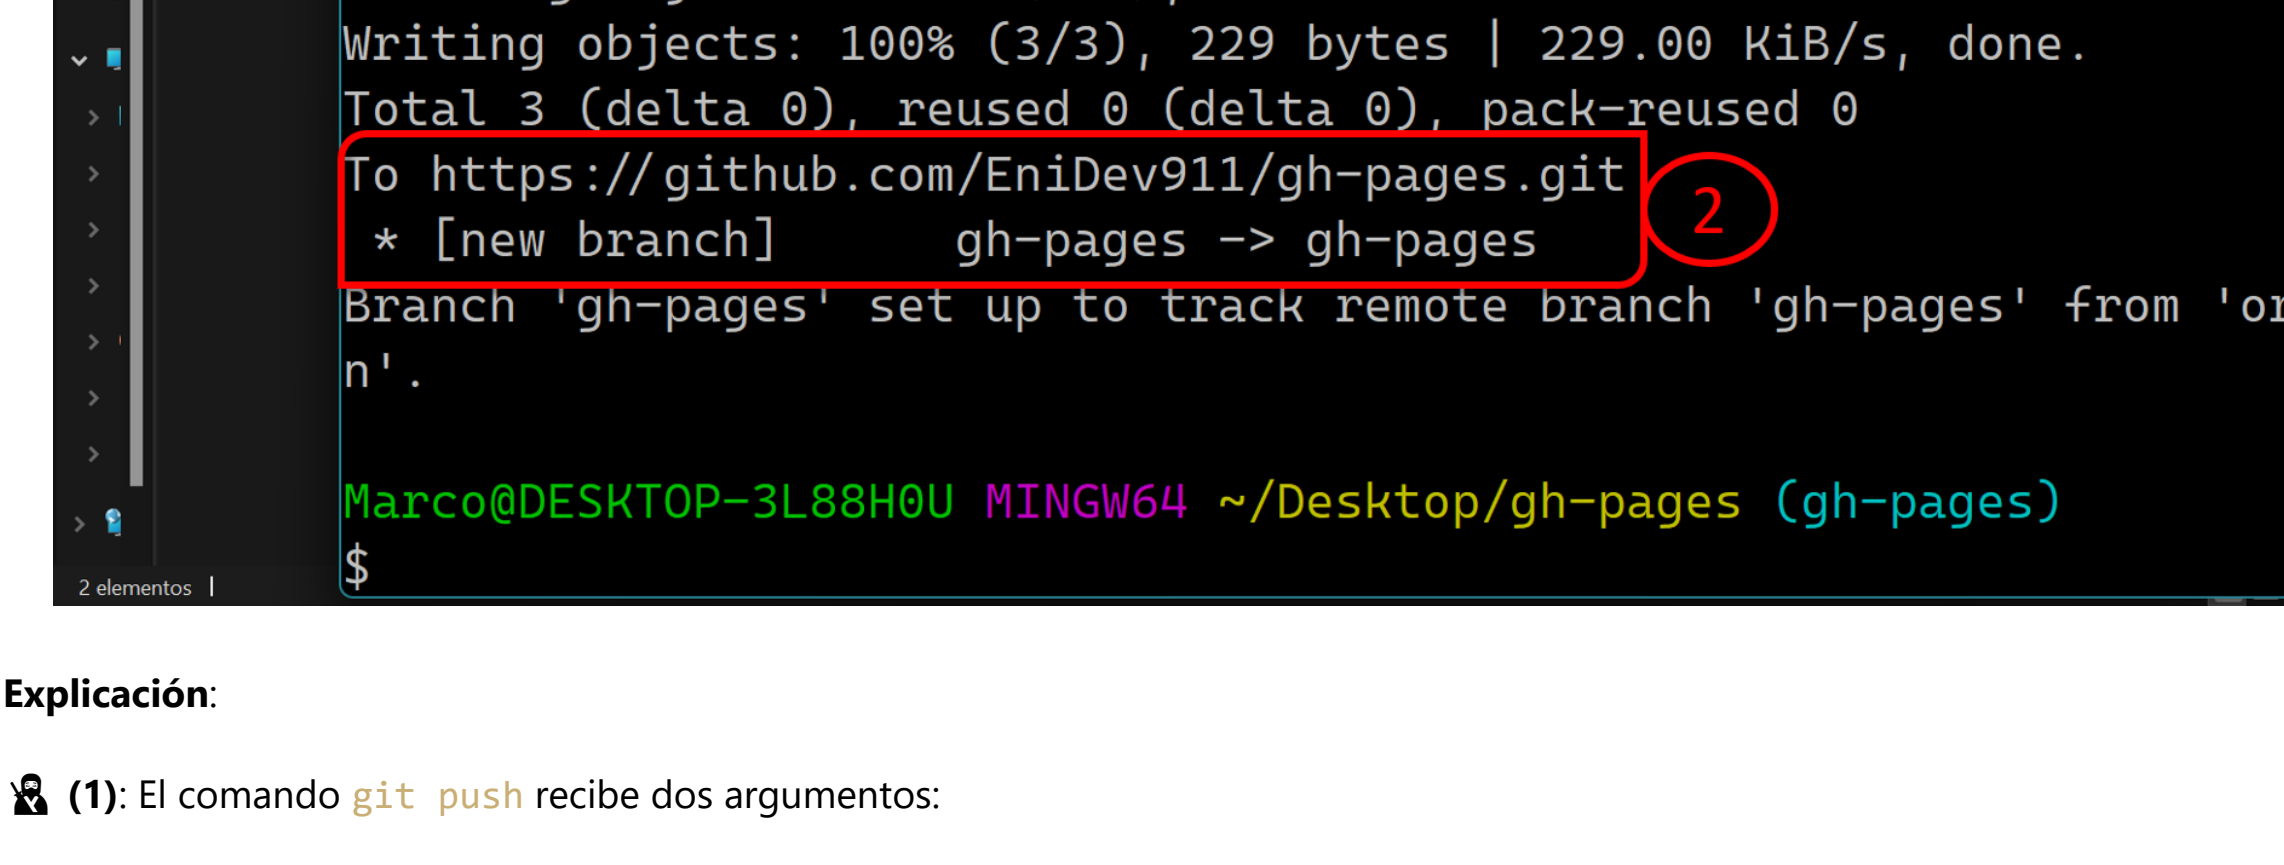 Writing objects: 100% (3/3), 229 bytes | 229.00 KiB/s, done.
Total 3 (delta 0), reused 0 (delta 0), pack-reused 0
To https://github.com/EniDev911/gh-pages.git
* [new branch]      gh-pages -> gh-pages
2
Branch 'gh-pages' set up to track remote branch 'gh-pages' from 'or
n'.
Marco@DESKTOP-3L88H0U MINGW64 ~/Desktop/gh-pages (gh-pages)
$
2 elementos
Explicación:
(1): El comando git push recibe dos argumentos: